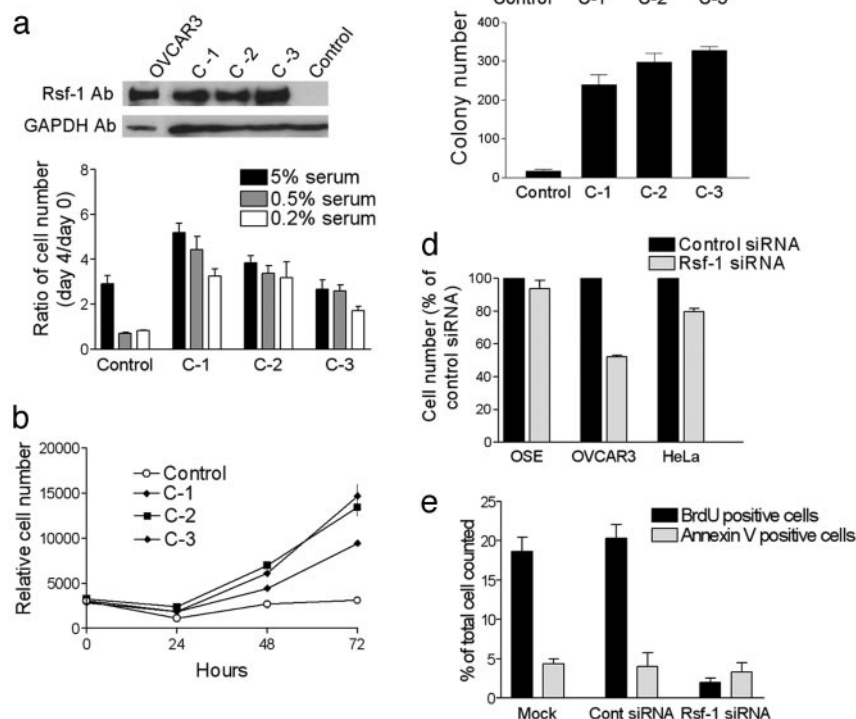 a
OVCAR3
C-1
C-2
C-3
Control
Rsf-1 Ab
GAPDH Ab
8
6
4
2
0
Ratio of cell number
(day 4/day 0)
5% serum
0.5% serum
0.2% serum
Control C-1 C-2 C-3
b
20000
15000
10000
5000
0
Relative cell number
Control
C-1
C-2
C-3
0 24 48 72
Hours
Control C-1 C-2 C-3
400
300
200
100
0
Colony number
Control C-1 C-2 C-3
d
Control siRNA
Rsf-1 siRNA
100
80
60
40
20
0
Cell number (% of
control siRNA)
OSE OVCAR3 HeLa
e
25
20
15
10
5
0
% of total cell counted
BrdU positive cells
Annexin V positive cells
Mock Cont siRNA Rsf-1 siRNA